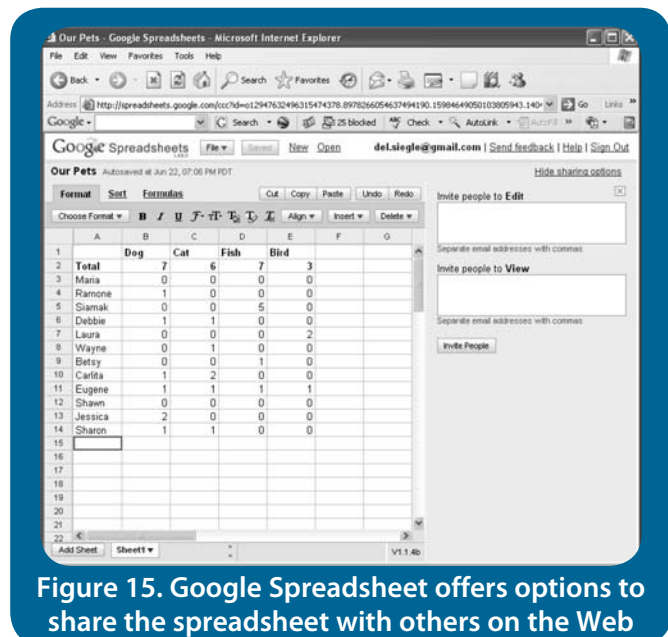 Our Pets - Google Spreadsheets - Microsoft Internet Explorer
File Edit View Favorites Tools Help
Back Search Favorites
Address http://spreadsheets.google.com/ Go Links »
Google Search 25 blocked Check AutoLink AutoFill »
Google Spreadsheets LABS File Saved New Open del.siegle@gmail.com | Send feedback | Help | Sign Out
Our Pets Autosaved at Jun 22, 07:06 PM PDT Hide sharing options
Format Sort Formulas Cut Copy Paste Undo Redo
Choose Format B I U Align Insert Delete
A B C D E F G
1 Dog Cat Fish Bird
2 Total 7 6 7 3
3 Maria 0 0 0 0
4 Ramone 1 0 0 0
5 Siamak 0 0 5 0
6 Debbie 1 1 0 0
7 Laura 0 0 0 2
8 Wayne 0 1 0 0
9 Betsy 0 0 1 0
10 Carlita 1 2 0 0
11 Eugene 1 1 1 1
12 Shawn 0 0 0 0
13 Jessica 2 0 0 0
14 Sharon 1 1 0 0
15
16
17
18
19
20
21
22
Add Sheet Sheet1 V1.1.4b
Invite people to Edit
Separate email addresses with commas
Invite people to View
Separate email addresses with commas
Invite People
Figure 15. Google Spreadsheet offers options to
share the spreadsheet with others on the Web